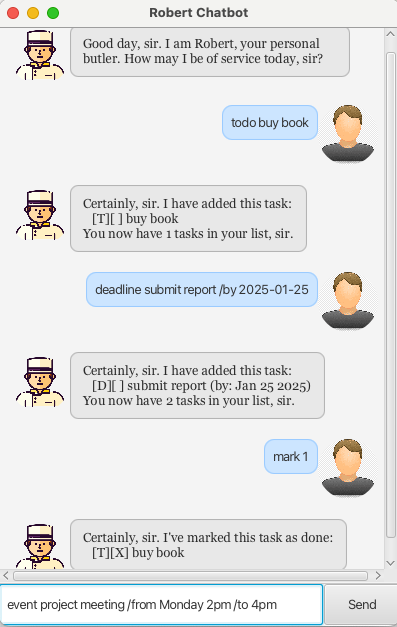 Robert Chatbot
Good day, sir. I am Robert, your personal
butler. How may I be of service today, sir?
todo buy book
Certainly, sir. I have added this task:
[T][ ] buy book
You now have 1 tasks in your list, sir.
deadline submit report /by 2025-01-25
Certainly, sir. I have added this task:
[D][ ] submit report (by: Jan 25 2025)
You now have 2 tasks in your list, sir.
mark 1
Certainly, sir. I've marked this task as done:
[T][X] buy book
event project meeting /from Monday 2pm /to 4pm
Send